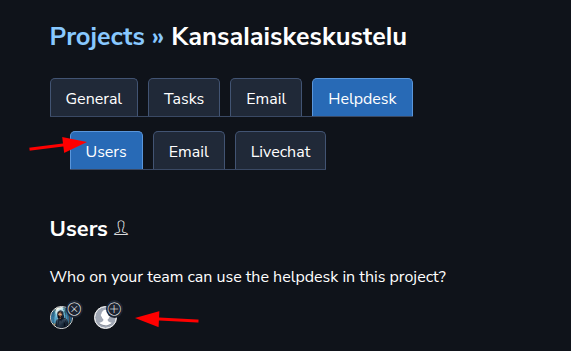 Projects » Kansalaiskeskustelu
General Tasks Email Helpdesk
Users Email Livechat
Users
Who on your team can use the helpdesk in this project?